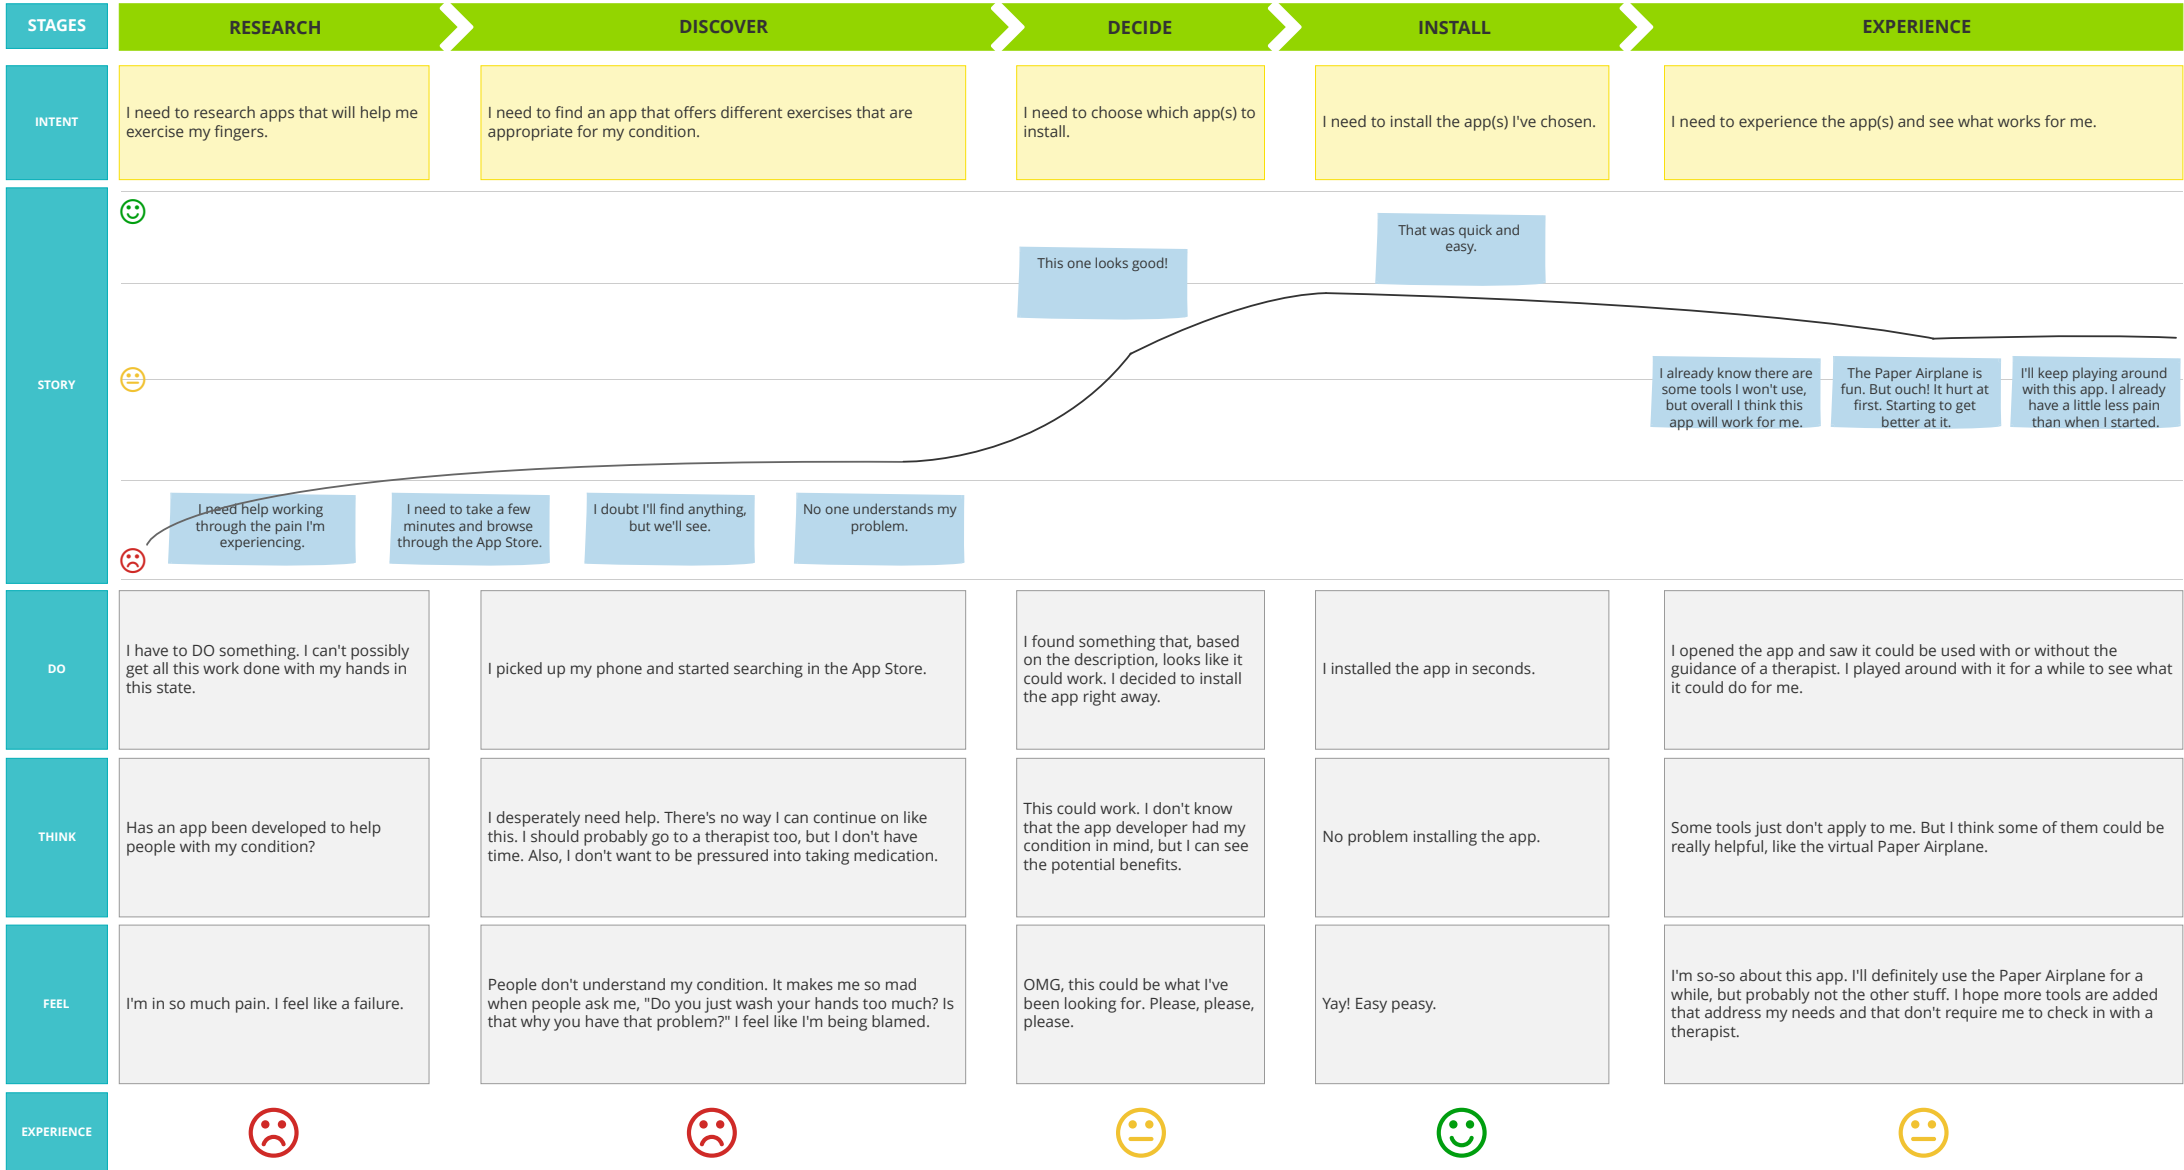 STAGES
RESEARCH
DISCOVER
DECIDE
INSTALL
EXPERIENCE
INTENT
I need to research apps that will help me
exercise my fingers.
I need to find an app that offers different exercises that are
appropriate for my condition.
I need to choose which app(s) to
install.
I need to install the app(s) I've chosen.
I need to experience the app(s) and see what works for me.
STORY
I need help working
through the pain I'm
experiencing.
I need to take a few
minutes and browse
through the App Store.
I doubt I'll find anything,
but we'll see.
No one understands my
problem.
This one looks good!
That was quick and
easy.
I already know there are
some tools I won't use,
but overall I think this
app will work for me.
The Paper Airplane is
fun. But ouch! It hurt at
first. Starting to get
better at it.
I'll keep playing around
with this app. I already
have a little less pain
than when I started.
DO
I have to DO something. I can't possibly
get all this work done with my hands in
this state.
I picked up my phone and started searching in the App Store.
I found something that, based
on the description, looks like it
could work. I decided to install
the app right away.
I installed the app in seconds.
I opened the app and saw it could be used with or without the
guidance of a therapist. I played around with it for a while to see what
it could do for me.
THINK
Has an app been developed to help
people with my condition?
I desperately need help. There's no way I can continue on like
this. I should probably go to a therapist too, but I don't have
time. Also, I don't want to be pressured into taking medication.
This could work. I don't know
that the app developer had my
condition in mind, but I can see
the potential benefits.
No problem installing the app.
Some tools just don't apply to me. But I think some of them could be
really helpful, like the virtual Paper Airplane.
FEEL
I'm in so much pain. I feel like a failure.
People don't understand my condition. It makes me so mad
when people ask me, "Do you just wash your hands too much? Is
that why you have that problem?" I feel like I'm being blamed.
OMG, this could be what I've
been looking for. Please, please,
please.
Yay! Easy peasy.
I'm so-so about this app. I'll definitely use the Paper Airplane for a
while, but probably not the other stuff. I hope more tools are added
that address my needs and that don't require me to check in with a
therapist.
EXPERIENCE